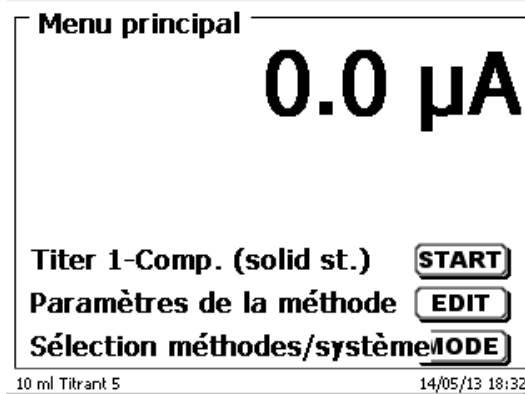 Menu principal
0.0 µA
Titer 1-Comp. (solid st.) START
Paramètres de la méthode EDIT
Sélection méthodes/système MODE
10 ml Titrant 5 14/05/13 18:32